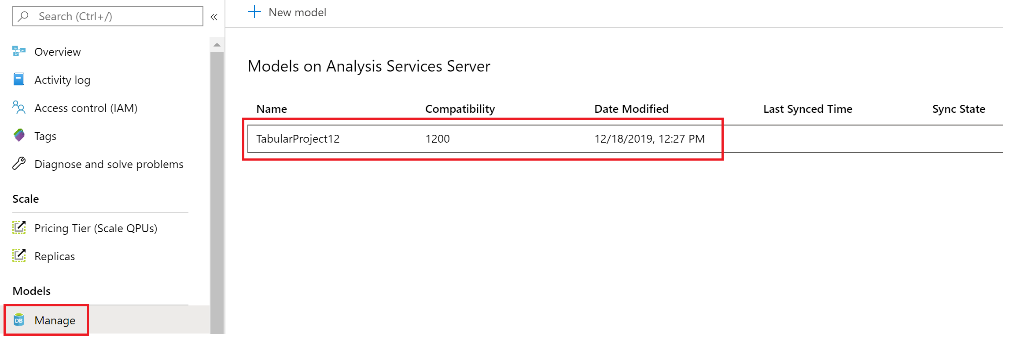 Search (Ctrl+/)
«
Overview
Activity log
Access control (IAM)
Tags
Diagnose and solve problems
Scale
Pricing Tier (Scale QPUs)
Replicas
Models
Manage
+ New model
Models on Analysis Services Server
Name Compatibility Date Modified Last Synced Time Sync State
TabularProject12 1200 12/18/2019, 12:27 PM